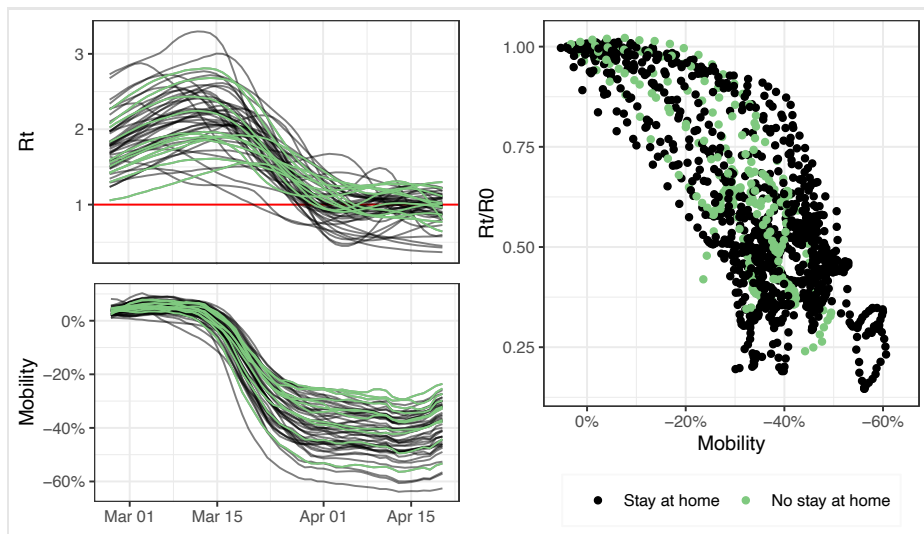 3
2
1
Rt
0%
−20%
−40%
−60%
Mobility
Mar 01 Mar 15 Apr 01 Apr 15
1.00
0.75
0.50
0.25
Rt/R0
0% −20% −40% −60%
Mobility
Stay at home No stay at home